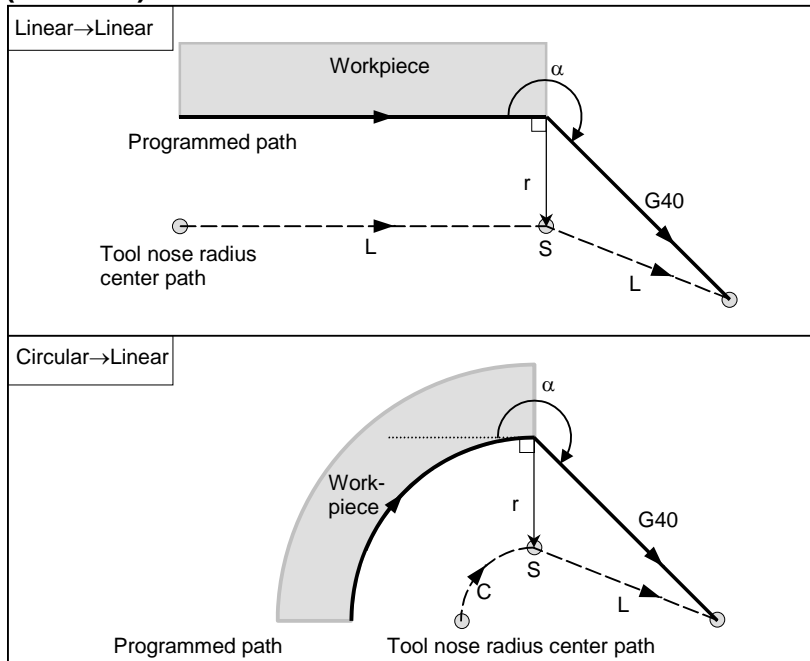 Linear→Linear
Workpiece
α
Programmed path
r
G40
Tool nose radius
center path
L
S
L
Circular→Linear
α
Work-
piece
r
G40
S
C
L
Programmed path
Tool nose radius center path